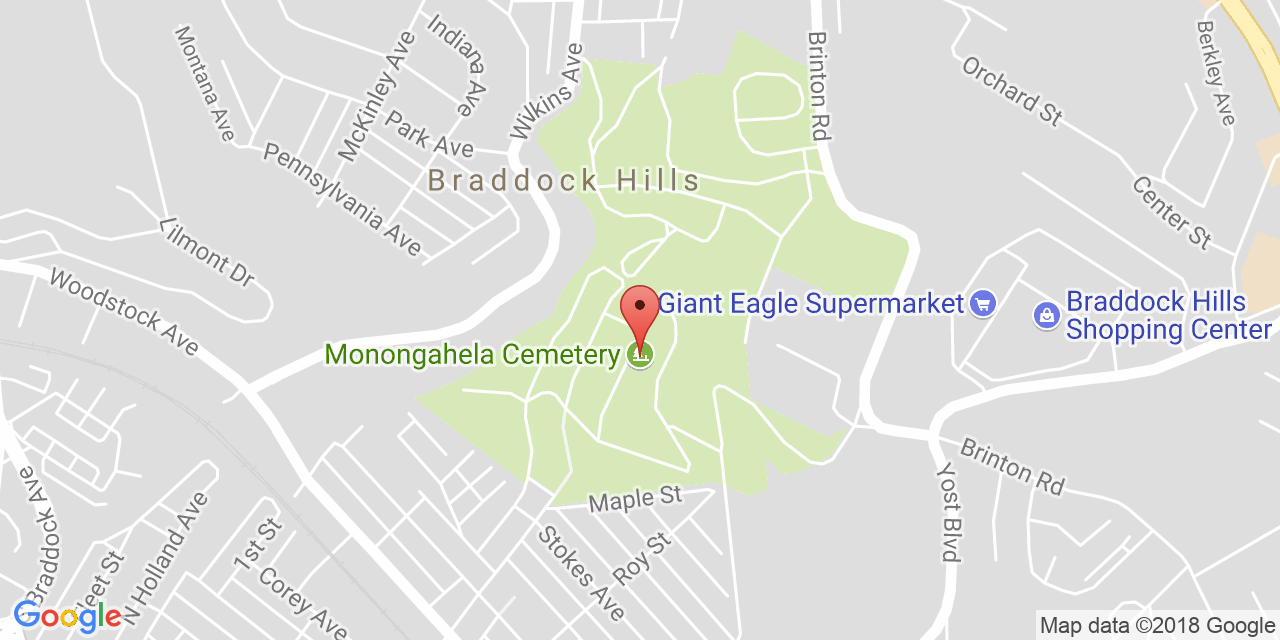 Indiana Ave
Montana Ave
McKinley Ave
Wilkins Ave
Brinton Rd
Berkley Ave
Orchard St
Park Ave
Pennsylvania Ave
Braddock Hills
Center St
Lilmont Dr
Woodstock Ave
Giant Eagle Supermarket
Braddock Hills
Shopping Center
Monongahela Cemetery
Brinton Rd
Yost Blvd
Maple St
Braddock Ave
N Holland Ave
1st St
Stokes Ave
Roy St
Corey Ave
Google
Map data ©2018 Google